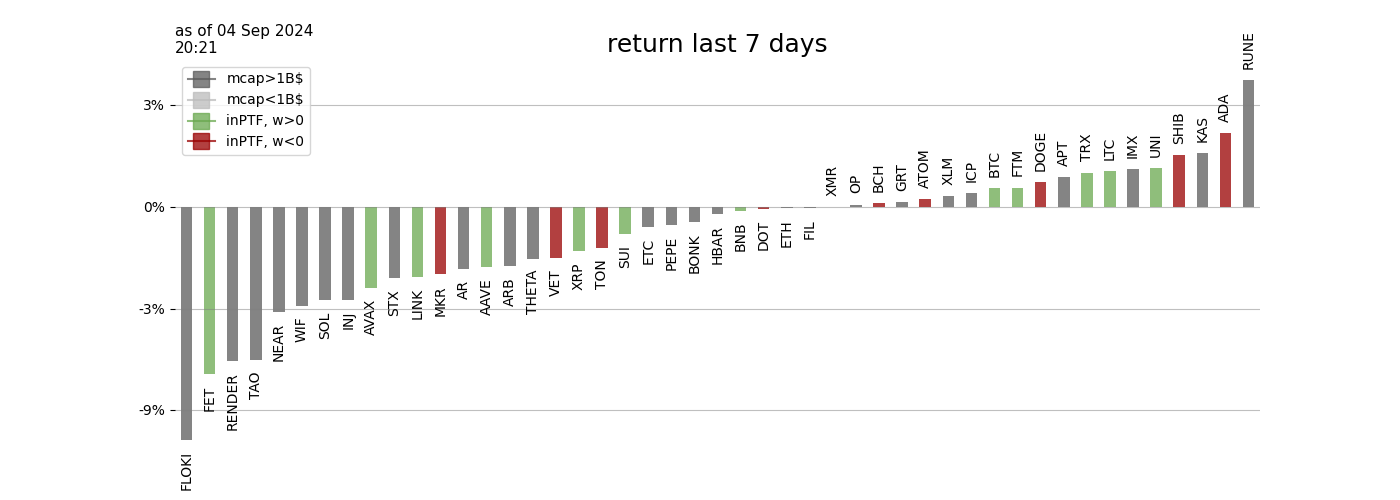 as of 04 Sep 2024
20:21
return last 7 days
mcap>1B$
mcap<1B$
inPTF, w>0
inPTF, w<0
3%
0%
-3%
-9%
FLOKI
FET
RENDER
TAO
NEAR
WIF
SOL
INJ
AVAX
STX
LINK
MKR
AR
AAVE
ARB
THETA
VET
XRP
TON
SUI
ETC
PEPE
BONK
HBAR
BNB
DOT
ETH
FIL
XMR
OP
BCH
GRT
ATOM
XLM
ICP
BTC
FTM
DOGE
APT
TRX
LTC
IMX
UNI
SHIB
KAS
ADA
RUNE